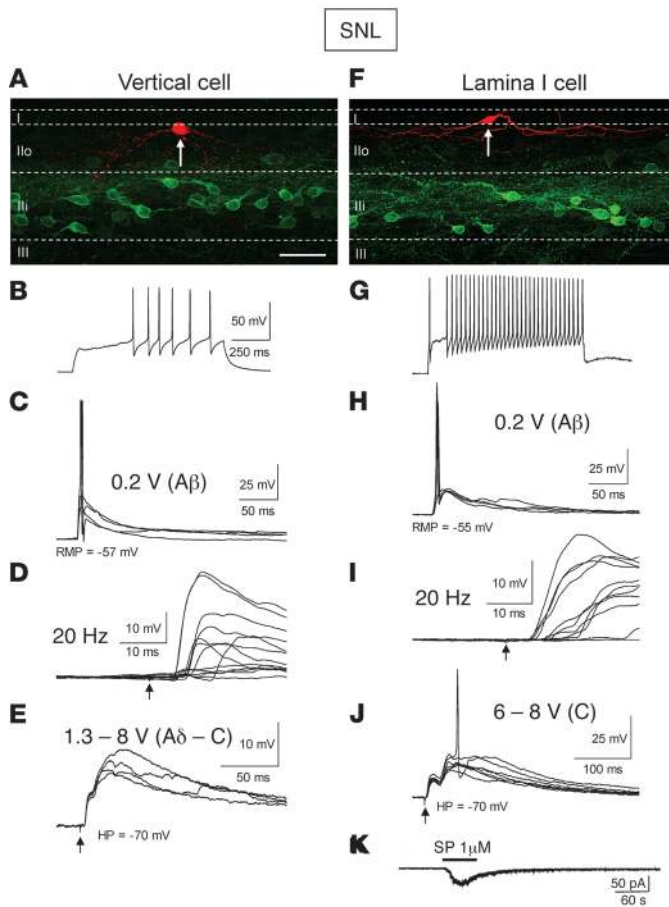 SNL
A
Vertical cell
I
IIo
IIi
III
B
50 mV
250 ms
C
0.2 V (Aβ)
25 mV
50 ms
RMP = -57 mV
D
20 Hz
10 mV
10 ms
E
1.3 – 8 V (Aδ – C)
10 mV
50 ms
HP = -70 mV
F
Lamina I cell
I
IIo
IIi
III
G
H
0.2 V (Aβ)
25 mV
50 ms
RMP = -55 mV
I
20 Hz
10 mV
10 ms
J
6 – 8 V (C)
25 mV
100 ms
HP = -70 mV
K
SP 1μM
50 pA
60 s